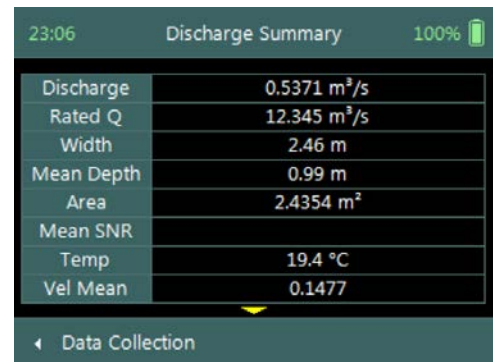 23:06 Discharge Summary 100%
Discharge 0.5371 m³/s
Rated Q 12.345 m³/s
Width 2.46 m
Mean Depth 0.99 m
Area 2.4354 m²
Mean SNR
Temp 19.4 °C
Vel Mean 0.1477
Data Collection